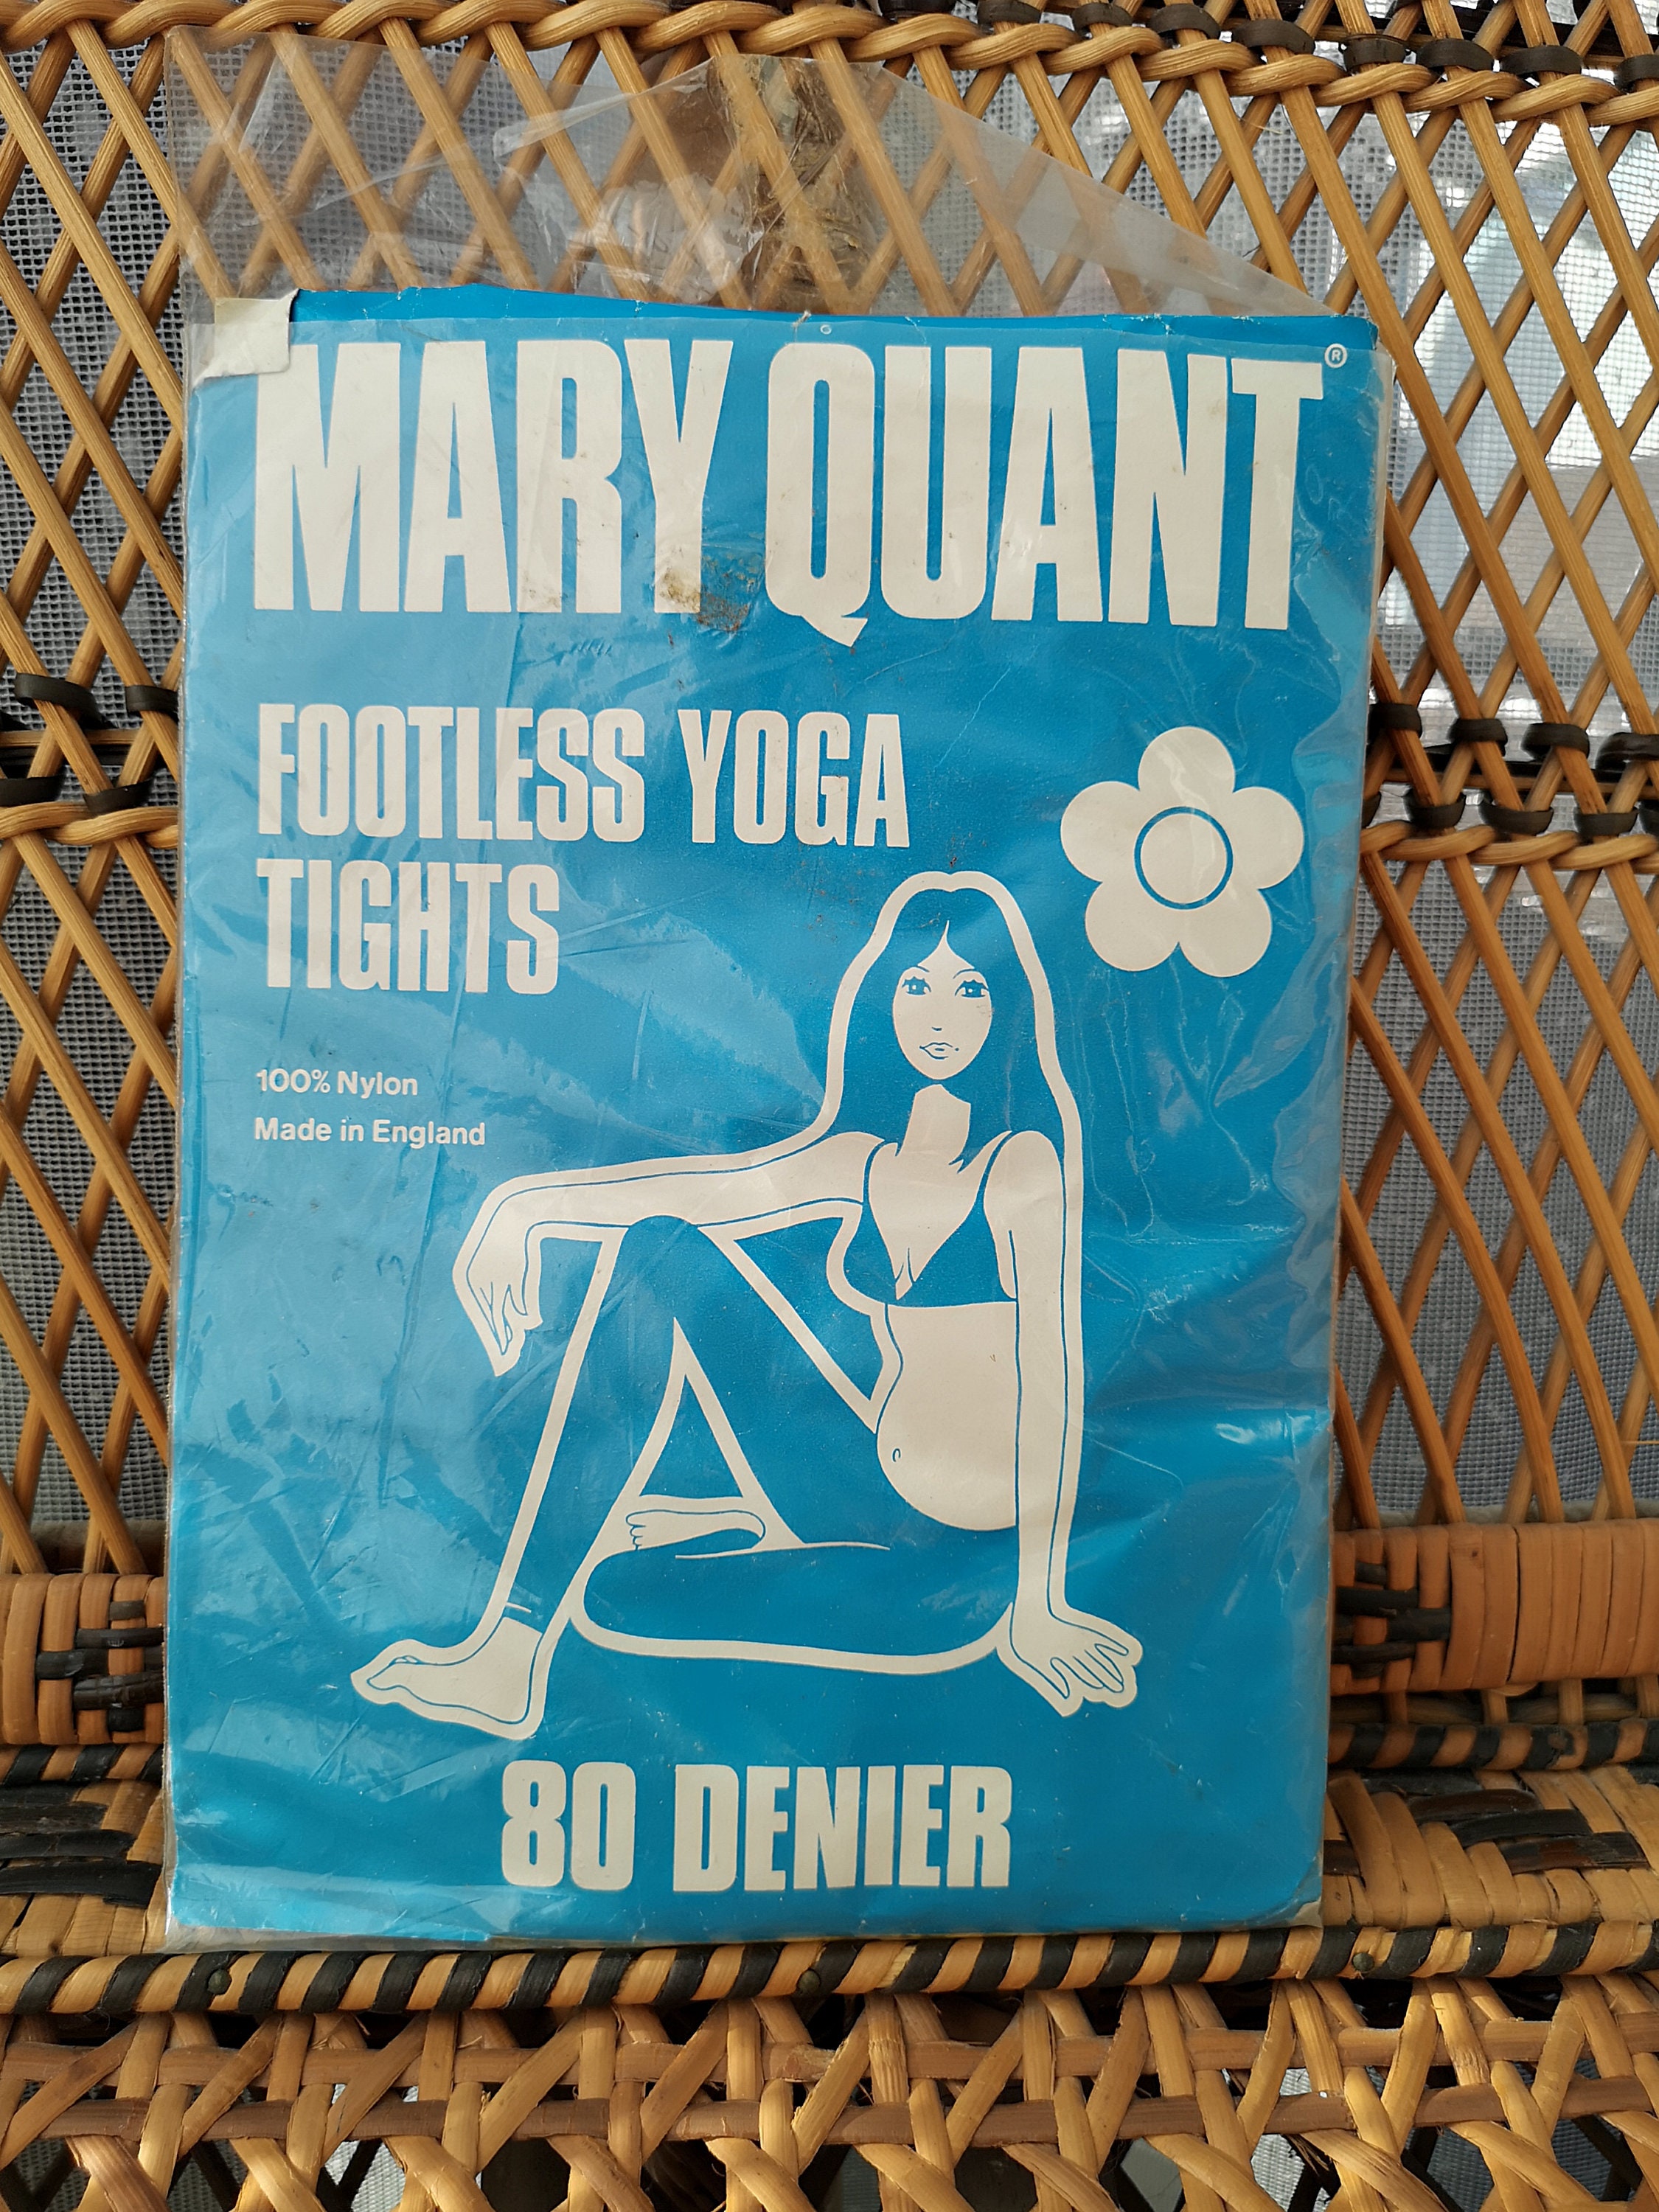 MARY QUANT®
FOOTLESS YOGA
TIGHTS
100% Nylon
Made in England
80 DENIER